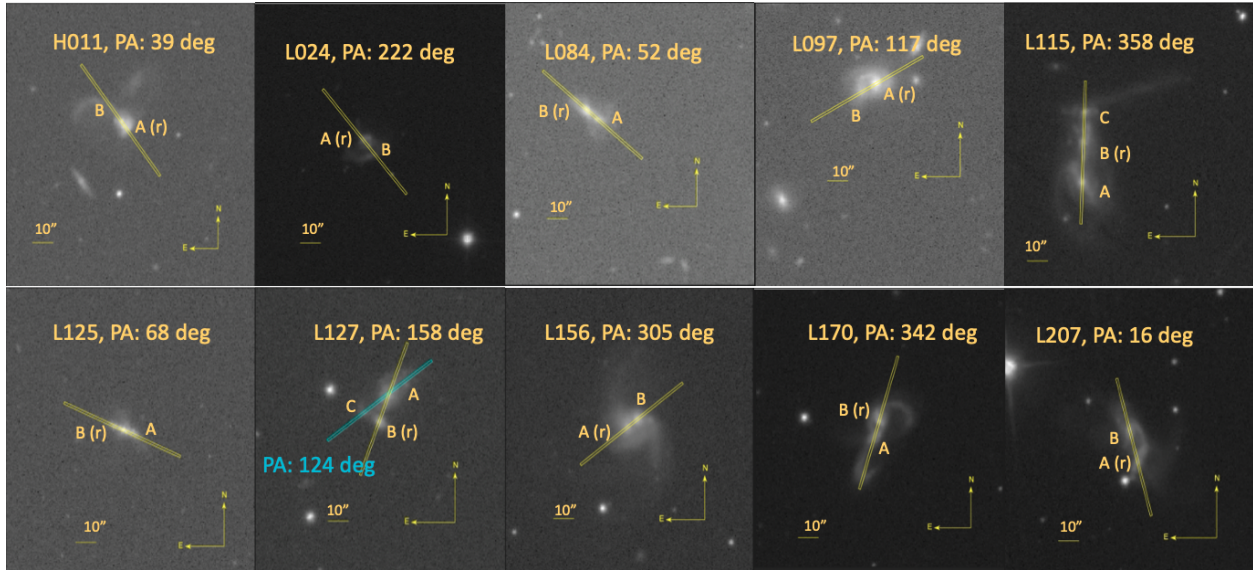 H011, PA: 39 deg
B
A (r)
N
E
10”
L024, PA: 222 deg
A (r)
B
N
E
10”
L084, PA: 52 deg
B (r)
A
N
E
10”
L097, PA: 117 deg
A (r)
B
N
E
10”
L115, PA: 358 deg
C
B (r)
A
N
E
10”
L125, PA: 68 deg
B (r)
A
N
E
10”
L127, PA: 158 deg
A
C
B (r)
PA: 124 deg
N
E
10”
L156, PA: 305 deg
B
A (r)
N
E
10”
L170, PA: 342 deg
B (r)
A
N
E
10”
L207, PA: 16 deg
B
A (r)
N
E
10”